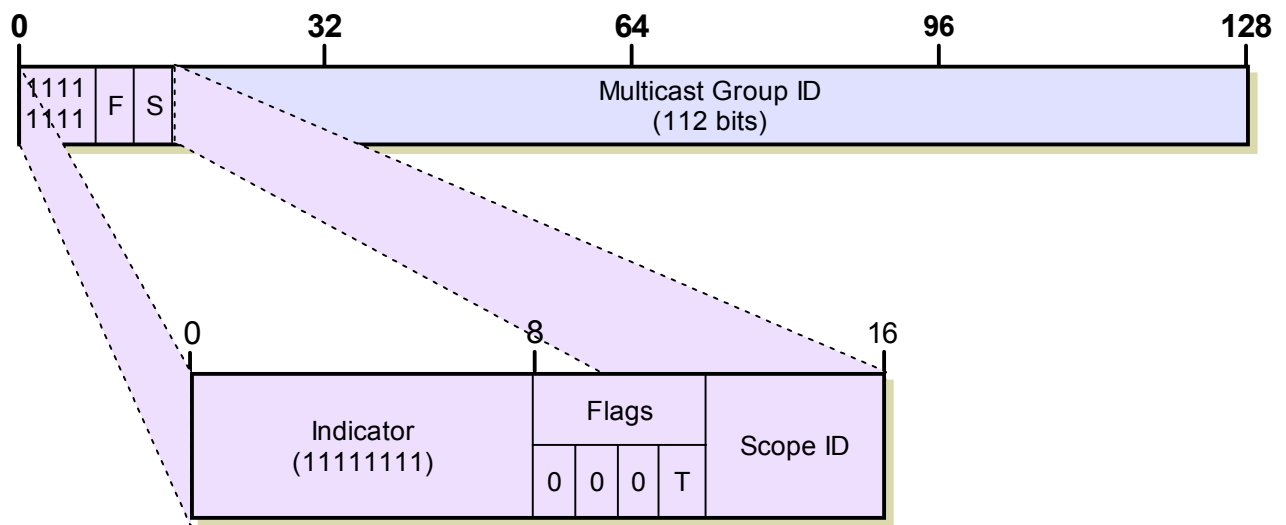 0 32 64 96 128
1111
1111
F S
Multicast Group ID
(112 bits)
0 8 16
Indicator
(11111111)
Flags
0 0 0 T
Scope ID